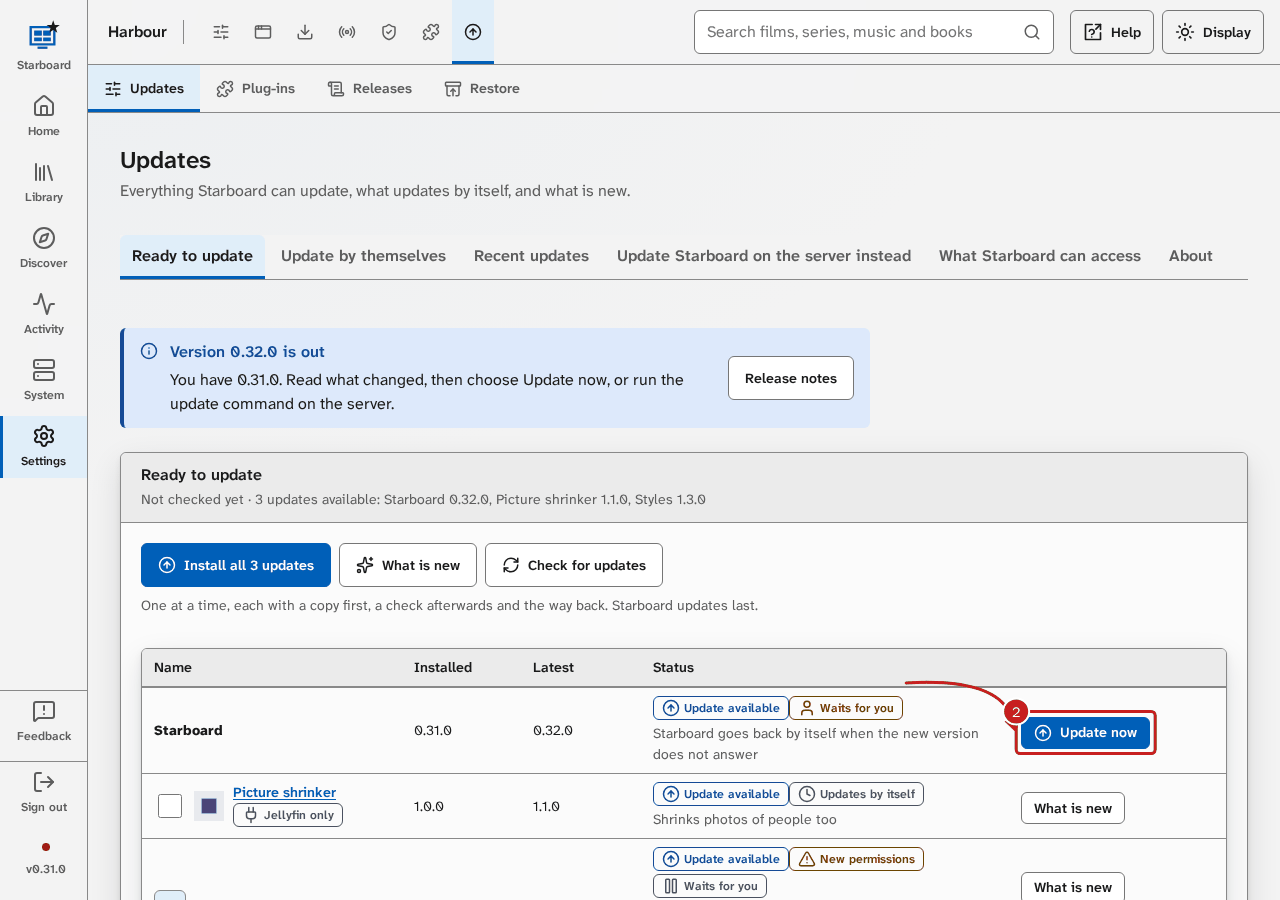 Starboard
Home
Library
Discover
Activity
System
Settings
Feedback
Sign out
v0.31.0
Harbour
Search films, series, music and books
Help
Display
Updates
Plug-ins
Releases
Restore
Updates
Everything Starboard can update, what updates by itself, and what is new.
Ready to update
Update by themselves
Recent updates
Update Starboard on the server instead
What Starboard can access
About
Version 0.32.0 is out
You have 0.31.0. Read what changed, then choose Update now, or run the
update command on the server.
Release notes
Ready to update
Not checked yet · 3 updates available: Starboard 0.32.0, Picture shrinker 1.1.0, Styles 1.3.0
Install all 3 updates
What is new
Check for updates
One at a time, each with a copy first, a check afterwards and the way back. Starboard updates last.
Name
Installed
Latest
Status
Starboard
0.31.0
0.32.0
Update available
Waits for you
Starboard goes back by itself when the new version
does not answer
2
Update now
Picture shrinker
Jellyfin only
1.0.0
1.1.0
Update available
Updates by itself
Shrinks photos of people too
What is new
Update available
New permissions
Waits for you
What is new